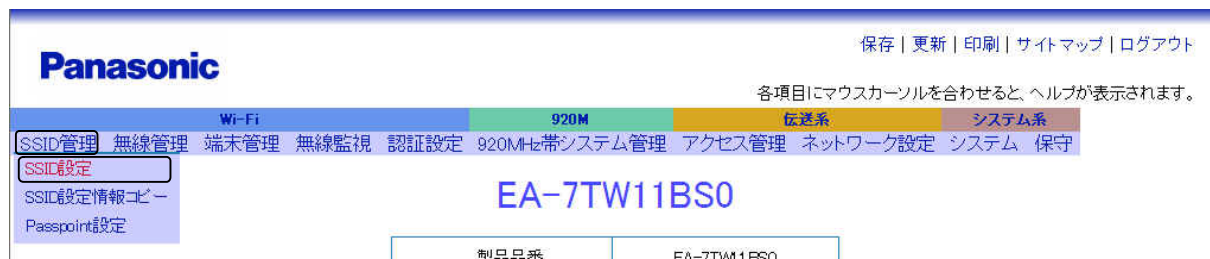 保存 | 更新 | 印刷 | サイトマップ | ログアウト
Panasonic
各項目にマウスカーソルを合わせると、ヘルプが表示されます。
Wi-Fi 920M 伝送系 システム系
SSID管理 無線管理 端末管理 無線監視 認証設定 920MHz帯システム管理 アクセス管理 ネットワーク設定 システム 保守
SSID設定
SSID設定情報コピー
Passpoint設定
EA-7TW11BS0
製品品番 EA-7TW11BS0